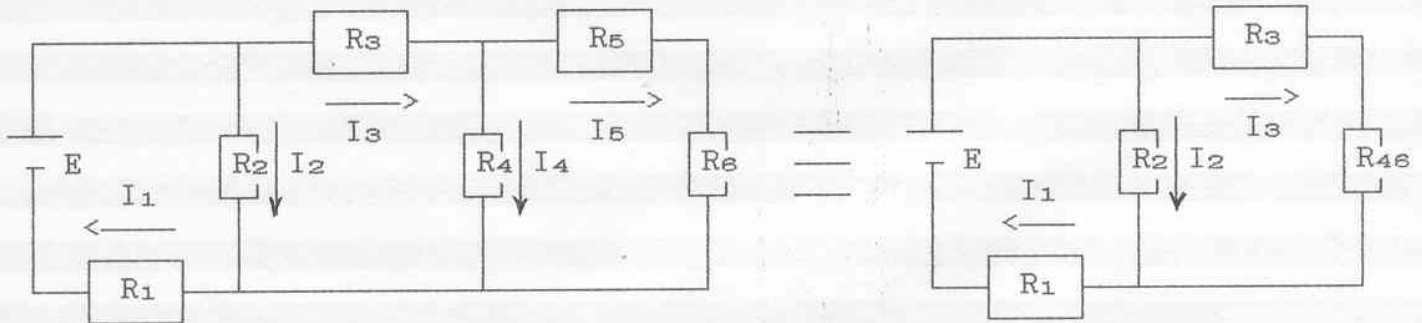 R3 R5 R3
I3 I5 I3
E R2 I2 R4 I4 R6 E R2 I2 R46
I1 I1
R1 R1